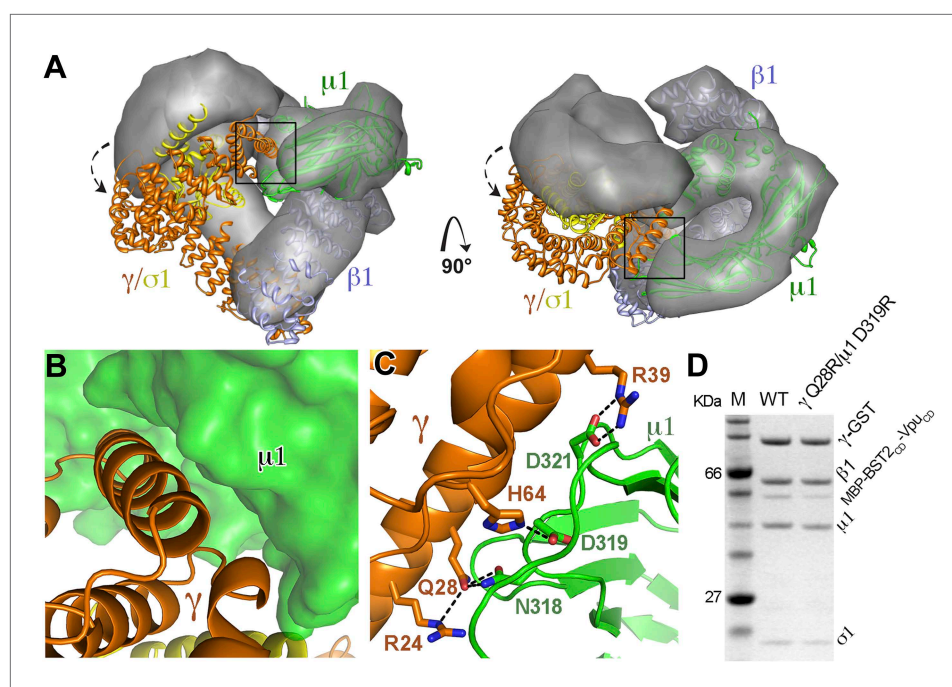 A
μ1
γ/σ1
β1
90°
β1
γ/σ1
μ1
B
μ1
γ
C
γ
R39
μ1
D321
H64
D319
Q28
N318
R24
D
KDa
M
WT
γ Q28R/μ1 D319R
66
27
γ-GST
β1
MBP-BST2CD-VpuCD
μ1
σ1